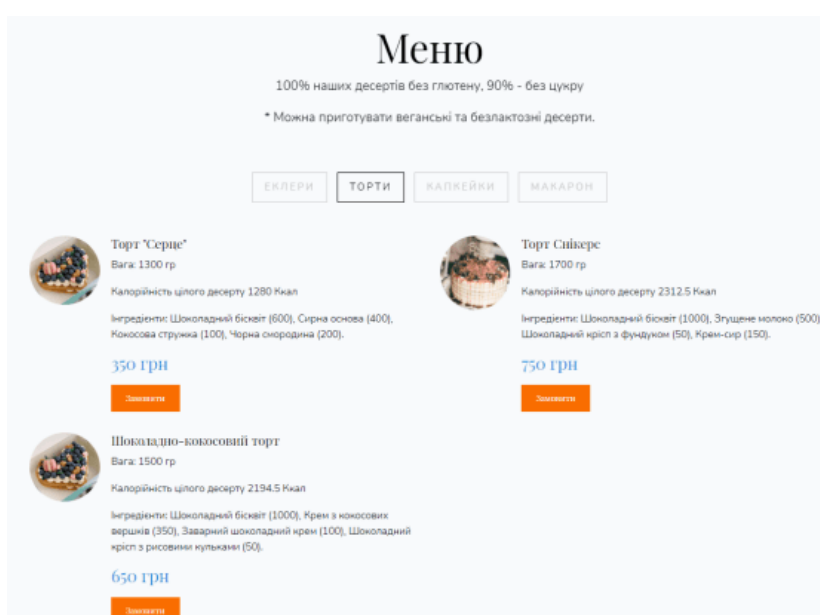 Меню
100% наших десертів без глютену, 90% - без цукру
* Можна приготувати веганські та безлактозні десерти.
ЕКЛЕРИ
ТОРТИ
КАПКЕЙКИ
МАКАРОН
Торт "Серце"
Вага: 1300 гр
Калорійність цілого десерту 1280 Ккал
Інгредієнти: Шоколадний бісквіт (600), Сирна основа (400),
Кокосова стружка (100), Чорна смородина (200).
350 грн
Замовити
Торт Снікерс
Вага: 1700 гр
Калорійність цілого десерту 2312.5 Ккал
Інгредієнти: Шоколадний бісквіт (1000), Згущене молоко (500)
Шоколадний крісп з фундуком (50), Крем-сир (150).
750 грн
Замовити
Шоколадно-кокосовий торт
Вага: 1500 гр
Калорійність цілого десерту 2194.5 Ккал
Інгредієнти: Шоколадний бісквіт (1000), Крем з кокосових
вершків (350), Заварний шоколадний крем (100), Шоколадний
крісп з рисовими кульками (50).
650 грн
Замовити